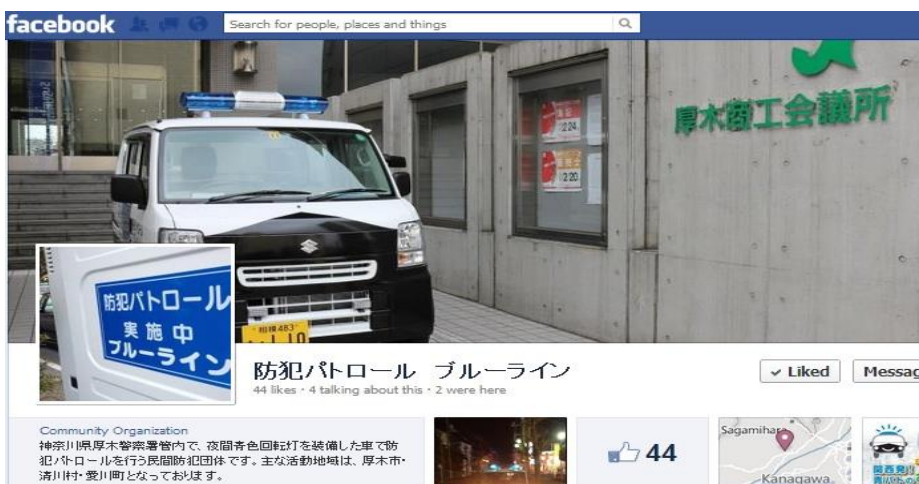 facebook
Search for people, places and things
厚木商工会議所
2.24
2.20
防犯パトロール
実施中
ブルーライン
相模 483
・110
防犯パトロール ブルーライン
44 likes · 4 talking about this · 2 were here
Liked
Messag
Community Organization
神奈川県厚木警察署管内で、夜間青色回転灯を装備した車で防
犯パトロールを行う民間防犯団体です。主な活動地域は、厚木市・
清川村・愛川町となっております。
44
Sagamihara
Kanagawa